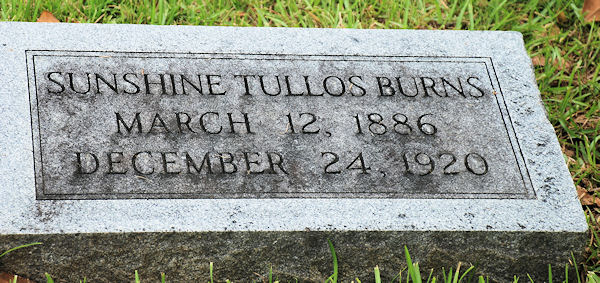 SUNSHINE TULLOS BURNS
MARCH 12, 1886
DECEMBER 24, 1920